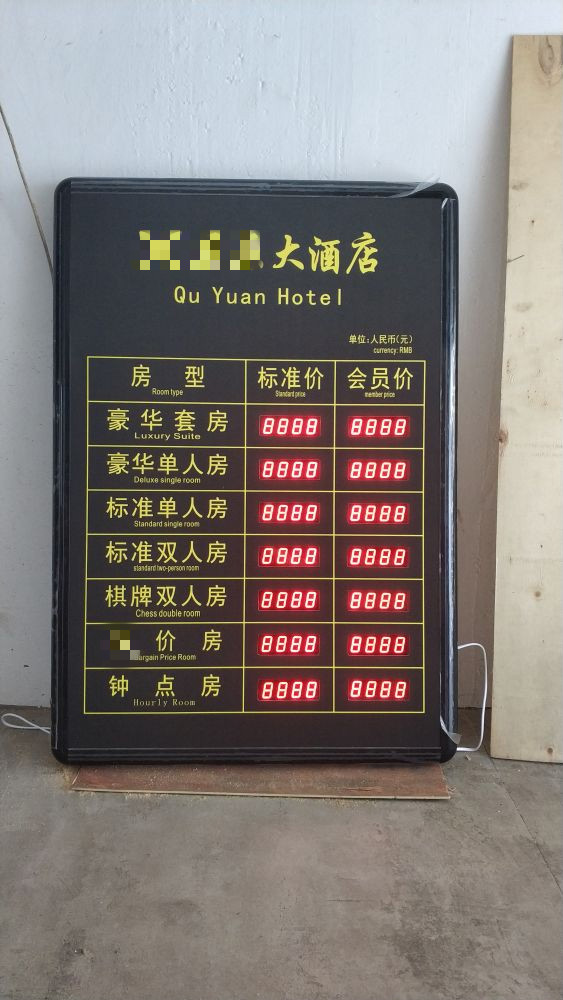 大酒店
Qu Yuan Hotel
单位:人民币(元)
currency: RMB
房 型 标准价 会员价
Room type Standard price member price
豪华套房 8888 8888
Luxury Suite
豪华单人房 8888 8888
Deluxe single room
标准单人房 8888 8888
Standard single room
标准双人房 8888 8888
standard two-person room
棋牌双人房 8888 8888
Chess double room
价 房 8888 8888
Price Room
钟点房 8888 8888
Hourly Room